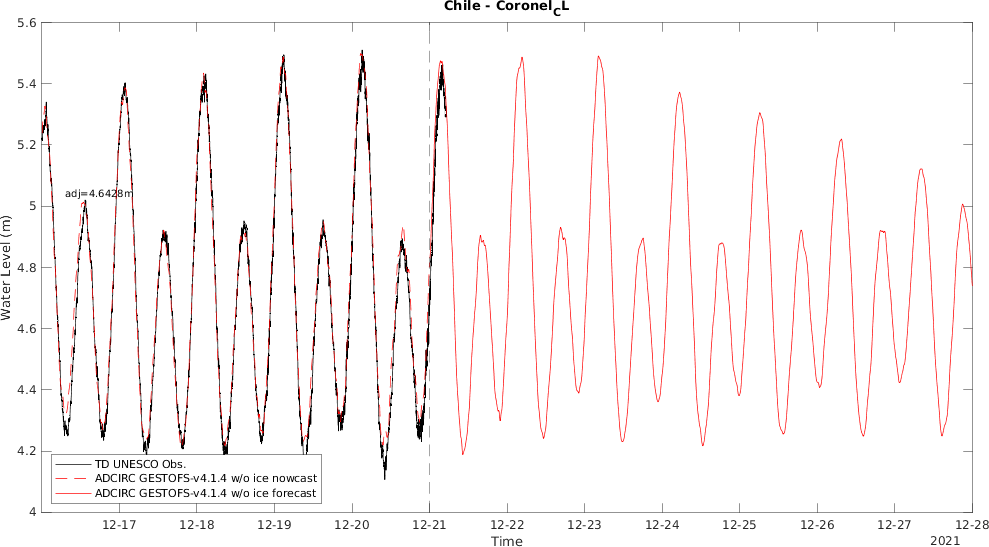 Chile - Coronel_CL
5.6
5.4
5.2
5
4.8
4.6
4.4
4.2
4
Water Level (m)
adj=4.6428m
TD UNESCO Obs.
ADCIRC GESTOFS-v4.1.4 w/o ice nowcast
ADCIRC GESTOFS-v4.1.4 w/o ice forecast
12-17 12-18 12-19 12-20 12-21 12-22 12-23 12-24 12-25 12-26 12-27 12-28
Time
2021